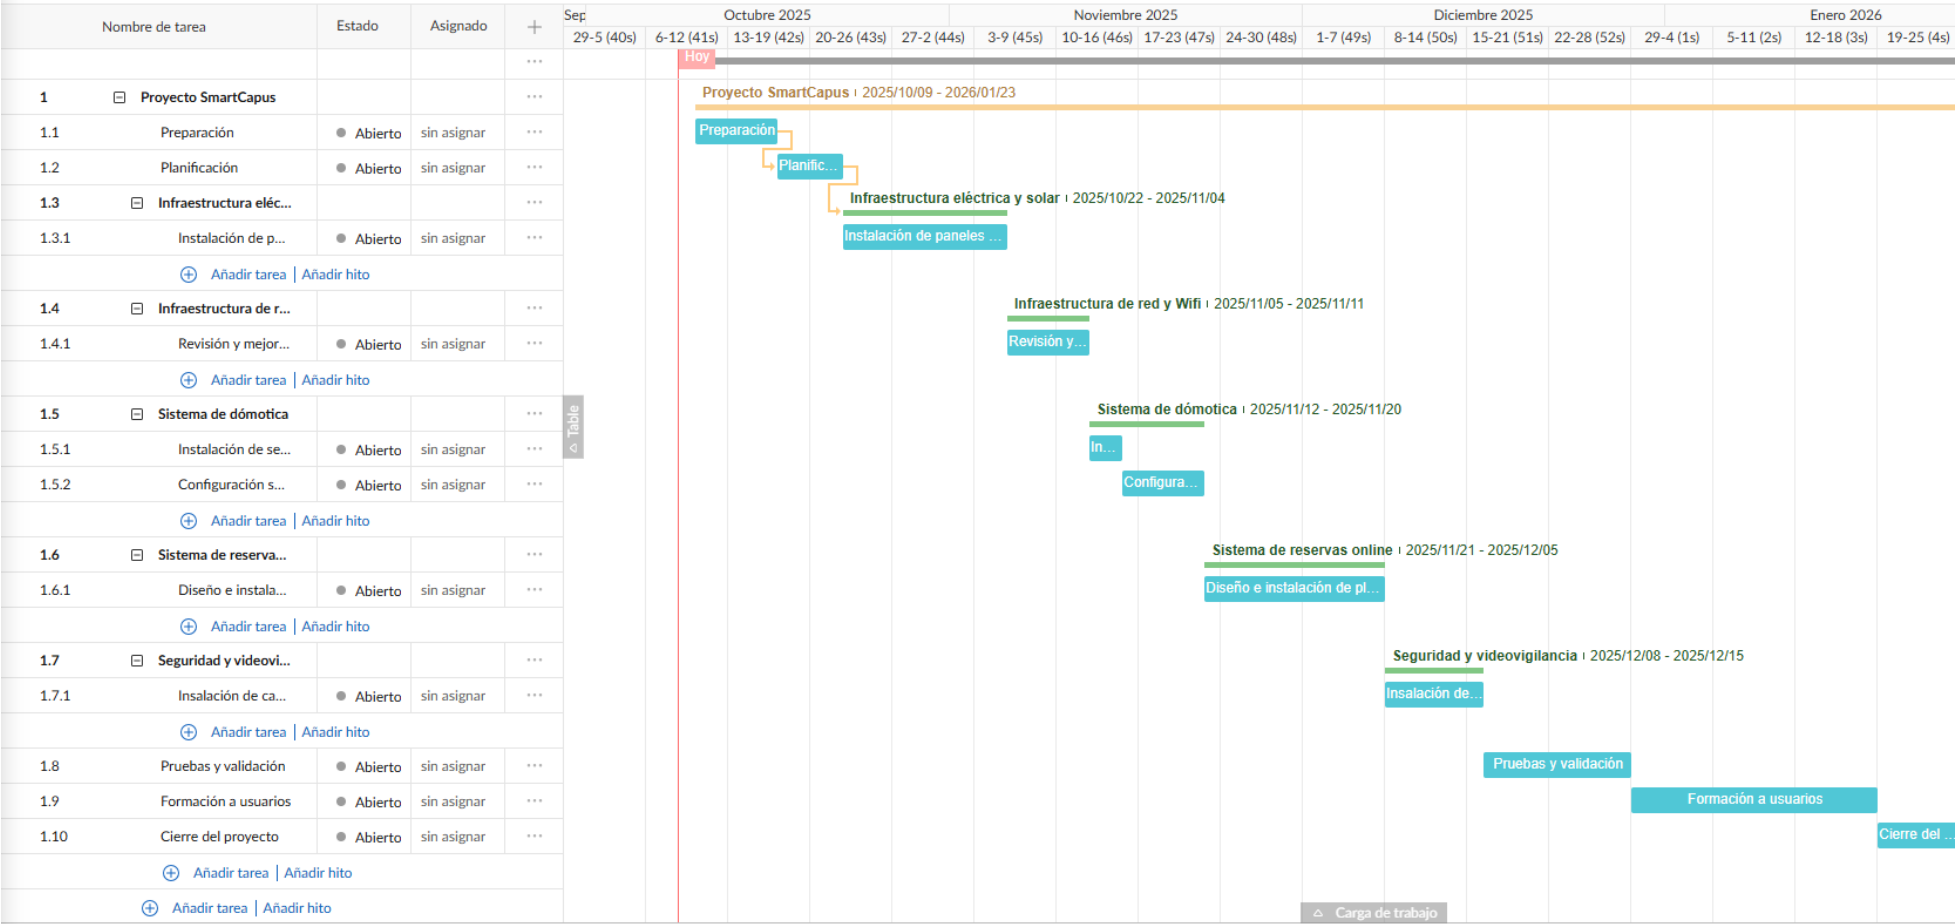 Nombre de tarea Estado Asignado
Sep Octubre 2025 Noviembre 2025 Diciembre 2025 Enero 2026
29-5 (40s) 6-12 (41s) 13-19 (42s) 20-26 (43s) 27-2 (44s) 3-9 (45s) 10-16 (46s) 17-23 (47s) 24-30 (48s) 1-7 (49s) 8-14 (50s) 15-21 (51s) 22-28 (52s) 29-4 (1s) 5-11 (2s) 12-18 (3s) 19-25 (4s)
Hoy
1 Proyecto SmartCapus Proyecto SmartCapus 2025/10/09 - 2026/01/23
1.1 Preparación Abierto sin asignar Preparación
1.2 Planificación Abierto sin asignar Planific...
1.3 Infraestructura eléc... Infraestructura eléctrica y solar 2025/10/22 - 2025/11/04
1.3.1 Instalación de p... Abierto sin asignar Instalación de paneles ...
Añadir tarea | Añadir hito
1.4 Infraestructura de r... Infraestructura de red y Wifi 2025/11/05 - 2025/11/11
1.4.1 Revisión y mejor... Abierto sin asignar Revisión y...
Añadir tarea | Añadir hito
1.5 Sistema de dómotica Sistema de dómotica 2025/11/12 - 2025/11/20
Table
1.5.1 Instalación de se... Abierto sin asignar In...
1.5.2 Configuración s... Abierto sin asignar Configura...
Añadir tarea | Añadir hito
1.6 Sistema de reserva... Sistema de reservas online 2025/11/21 - 2025/12/05
1.6.1 Diseño e instala... Abierto sin asignar Diseño e instalación de pl...
Añadir tarea | Añadir hito
1.7 Seguridad y videovi... Seguridad y videovigilancia 2025/12/08 - 2025/12/15
1.7.1 Insalación de ca... Abierto sin asignar Insalación de...
Añadir tarea | Añadir hito
1.8 Pruebas y validación Abierto sin asignar Pruebas y validación
1.9 Formación a usuarios Abierto sin asignar Formación a usuarios
1.10 Cierre del proyecto Abierto sin asignar Cierre del ...
Añadir tarea | Añadir hito
Añadir tarea | Añadir hito
Carga de trabajo